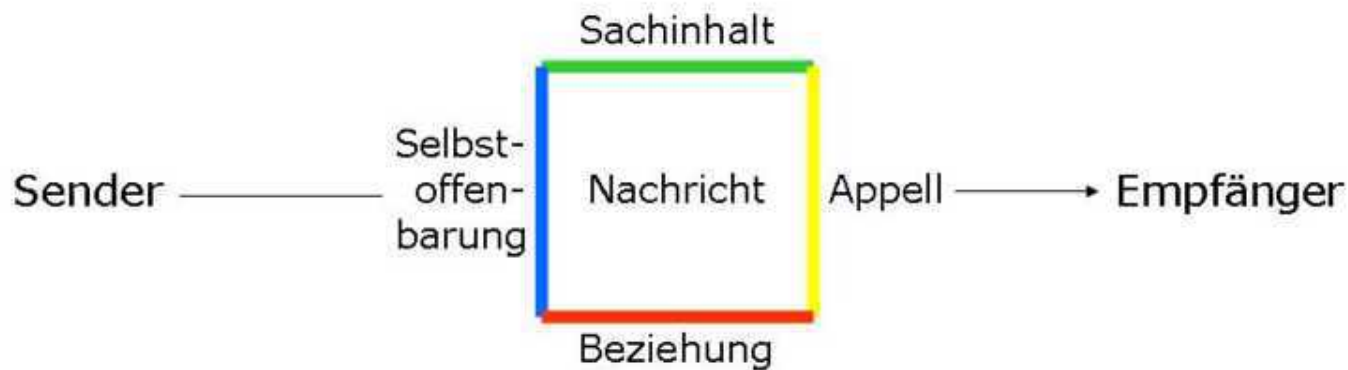 Sachinhalt
Sender
Selbst-
offen-
barung
Nachricht
Appell
Empfänger
Beziehung